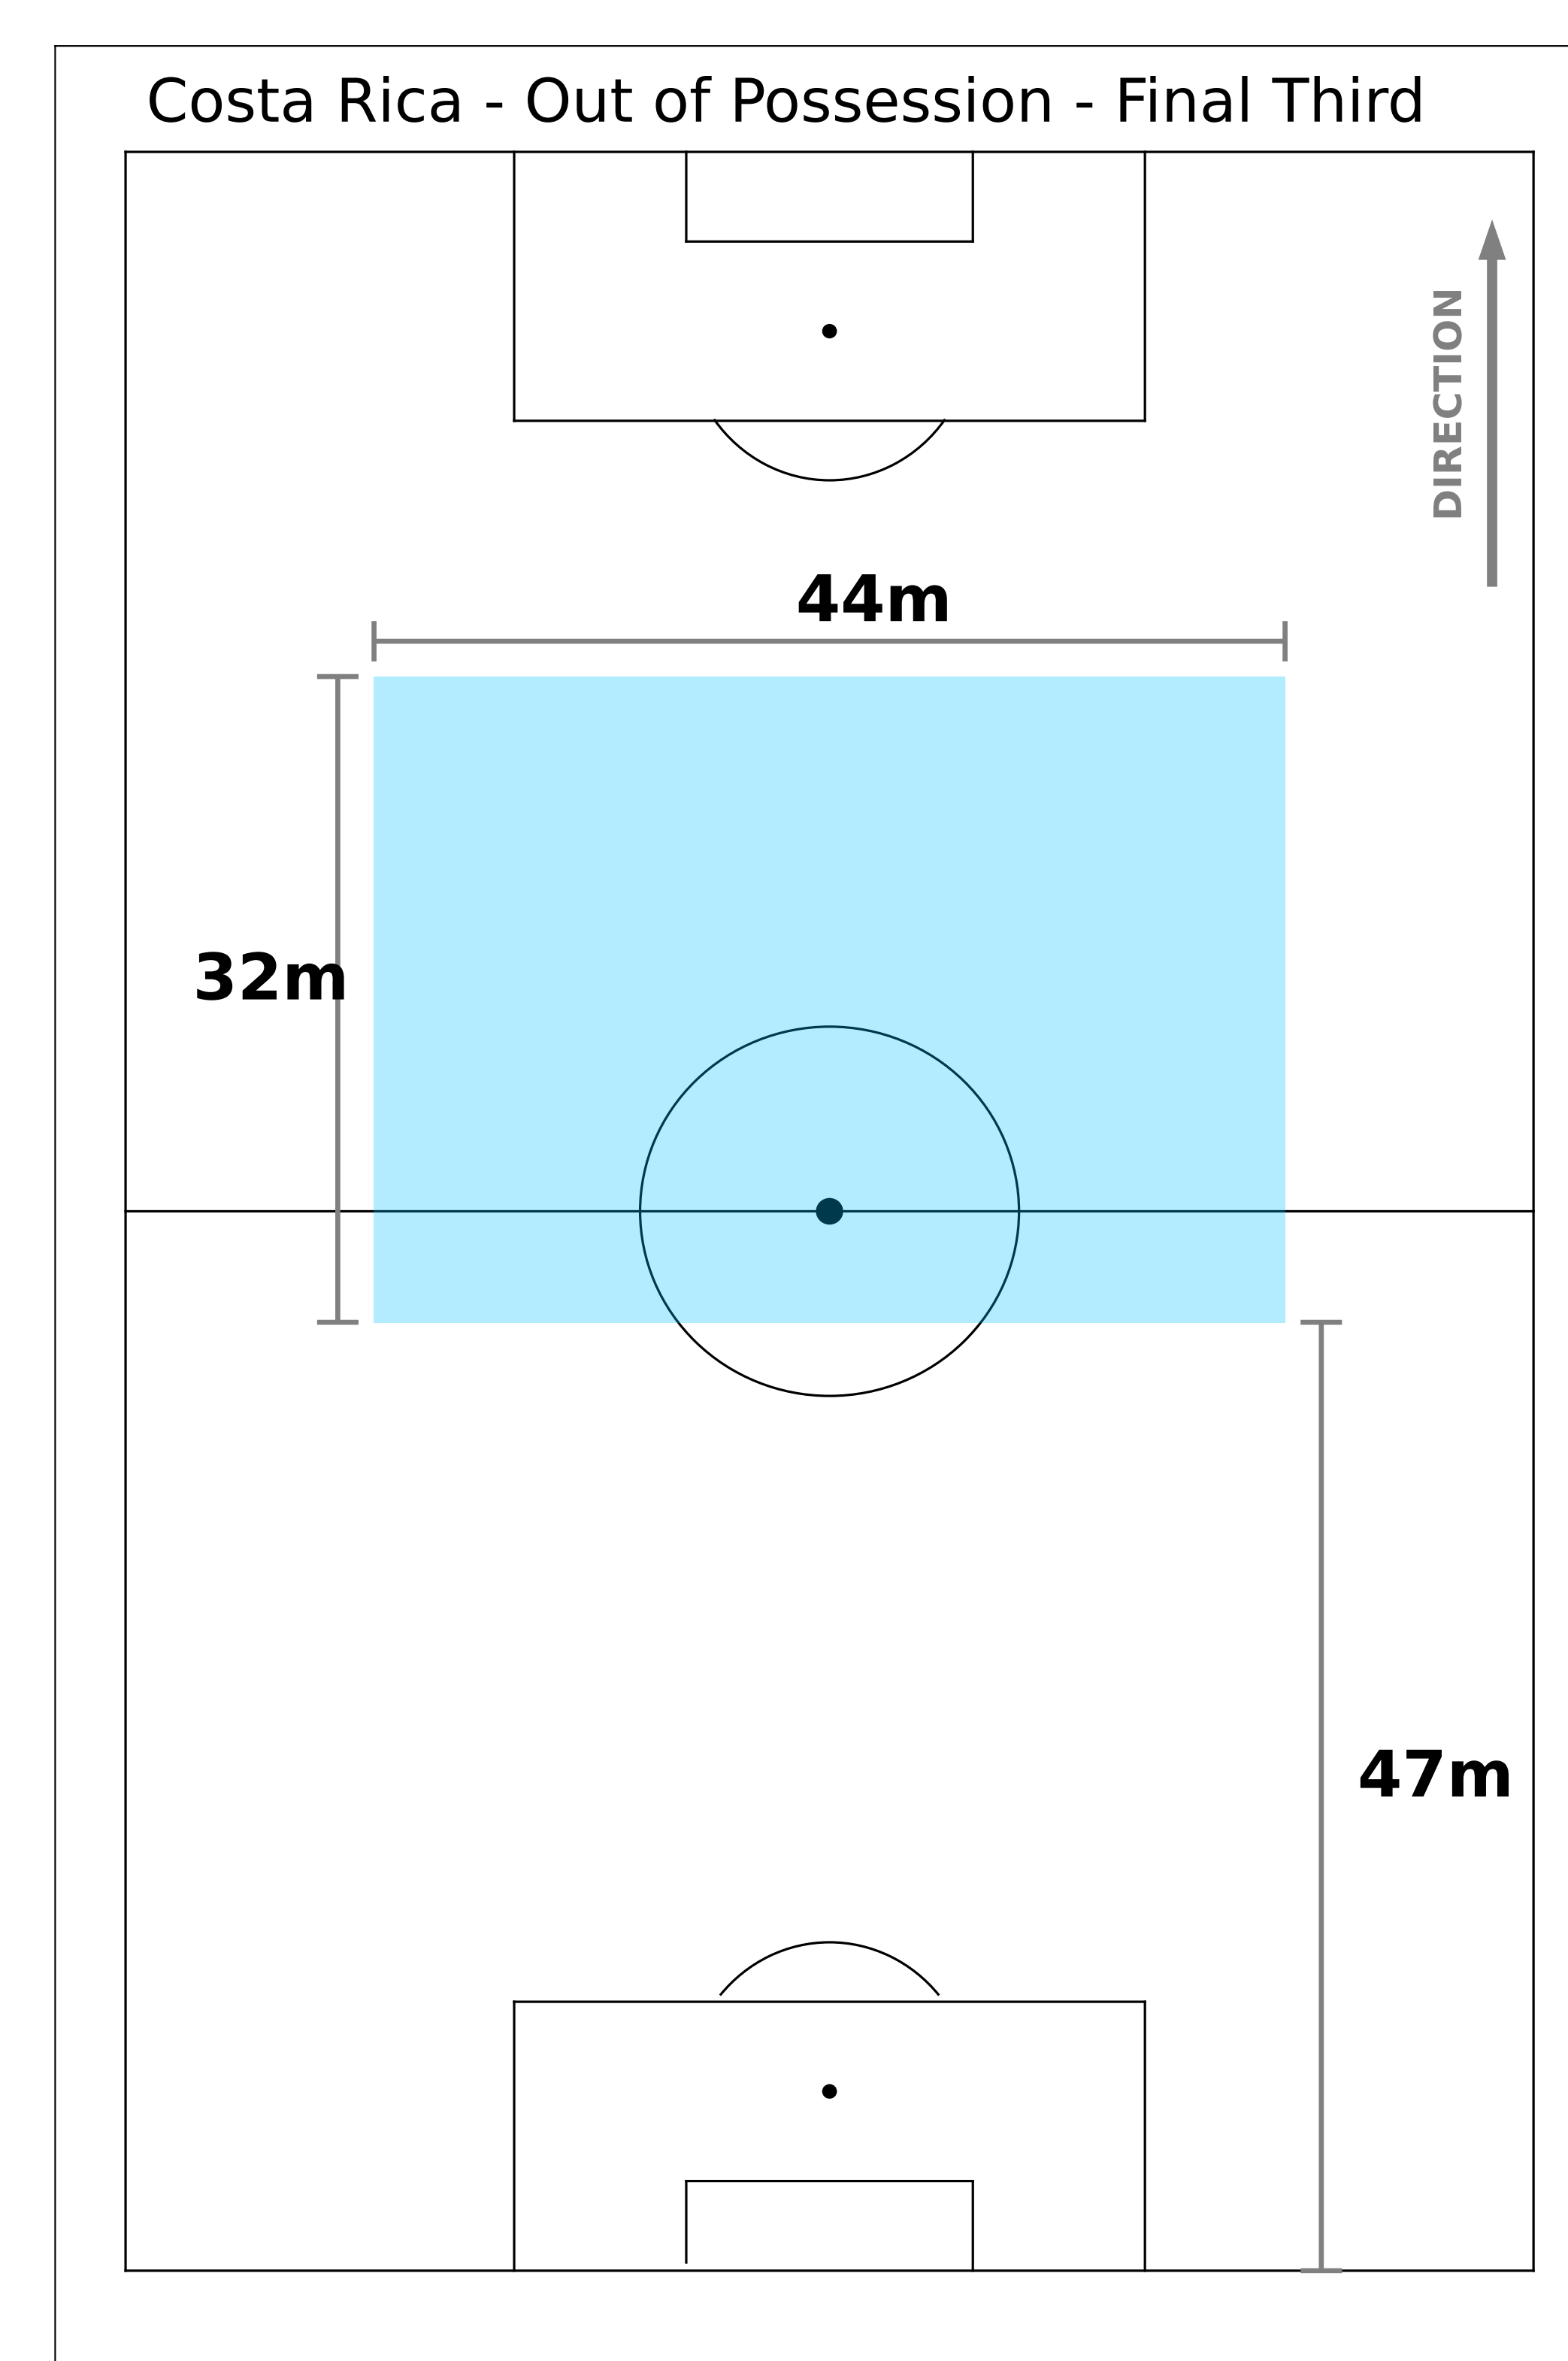 Costa Rica - Out of Possession - Final Third
DIRECTION
44m
32m
47m